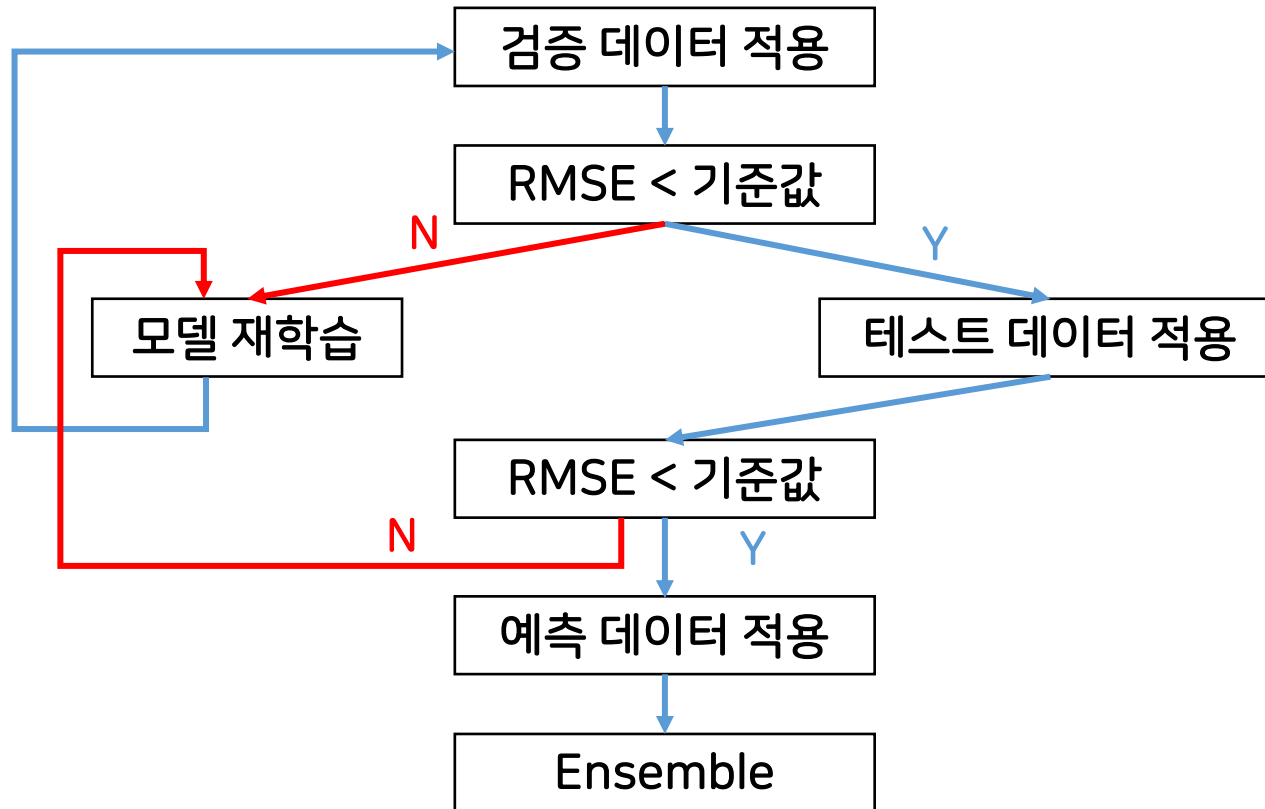 검증 데이터 적용
RMSE < 기준값
N
Y
모델 재학습
테스트 데이터 적용
RMSE < 기준값
N
Y
예측 데이터 적용
Ensemble